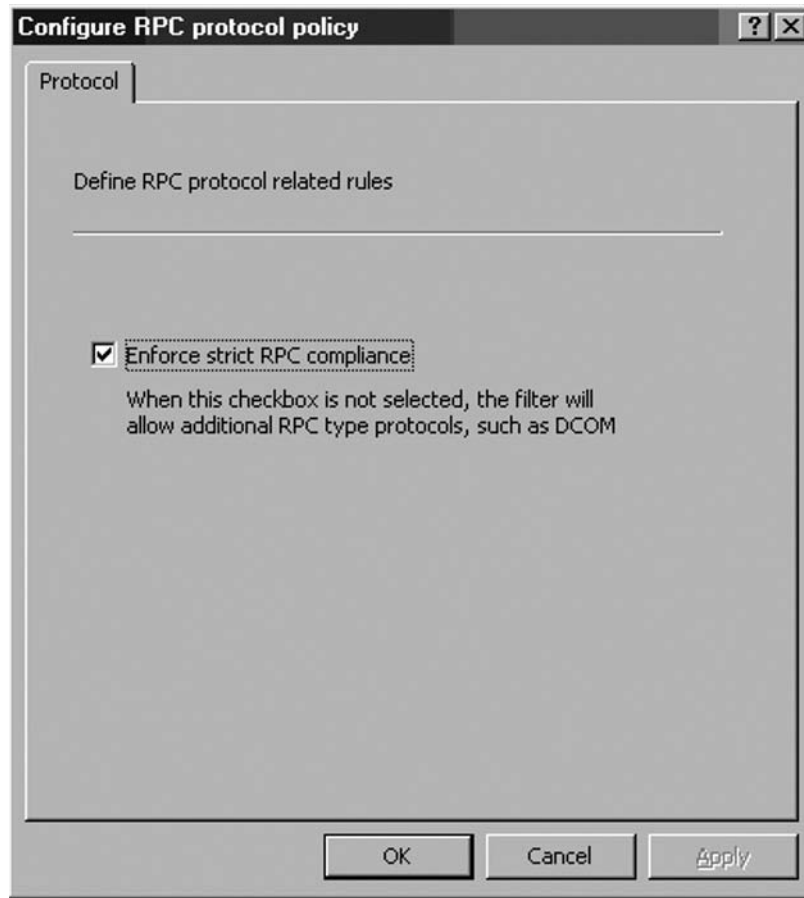 Configure RPC protocol policy
Protocol
Define RPC protocol related rules
Enforce strict RPC compliance
When this checkbox is not selected, the filter will
allow additional RPC type protocols, such as DCOM
OK
Cancel
Apply